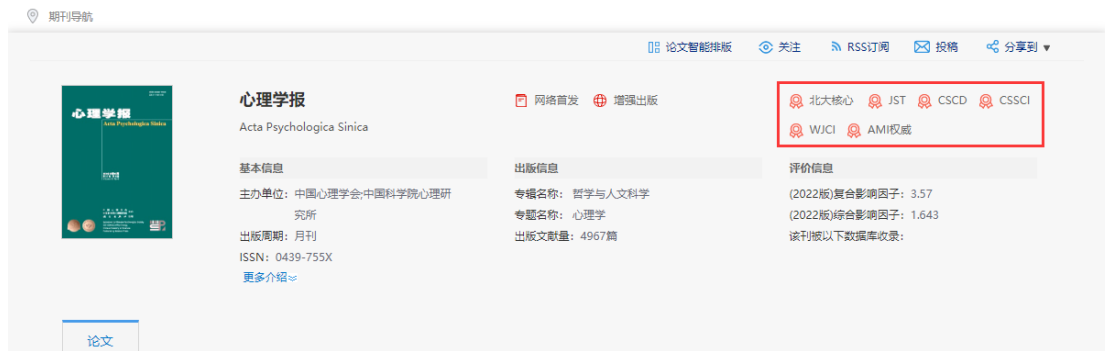 期刊导航
论文智能排版 关注 RSS订阅 投稿 分享到 ▼
心理学报
Acta Psychologica Sinica
心理学报
Acta Psychologica Sinica
网络首发 增强出版
北大核心 JST CSCD CSSCI
WJCI AMI权威
基本信息
主办单位：中国心理学会;中国科学院心理研
究所
出版周期：月刊
ISSN：0439-755X
更多介绍
出版信息
专辑名称：哲学与人文科学
专题名称：心理学
出版文献量：4967篇
评价信息
(2022版)复合影响因子：3.57
(2022版)综合影响因子：1.643
该刊被以下数据库收录：
论文